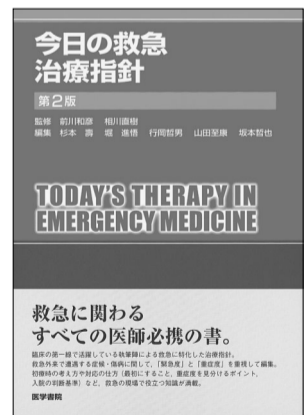 今日の救急
治療指針
第2版
監修 前川和彦 相川直樹
編集 杉本 壽 堀 進悟 行岡哲男 山田至康 坂本哲也
TODAY'S THERAPY IN
EMERGENCY MEDICINE
救急に関わる
すべての医師必携の書。
臨床の第一線で活躍している執筆陣による救急に特化した治療指針。
救急外来で遭遇する症候・傷病に関して、「緊急度」と「重症度」を重視して編集。
初療時の考え方や対応の仕方（最初にすること、重症度を見分けるポイント、
入院の判断基準）など、救急の現場で役立つ知識が満載。
医学書院